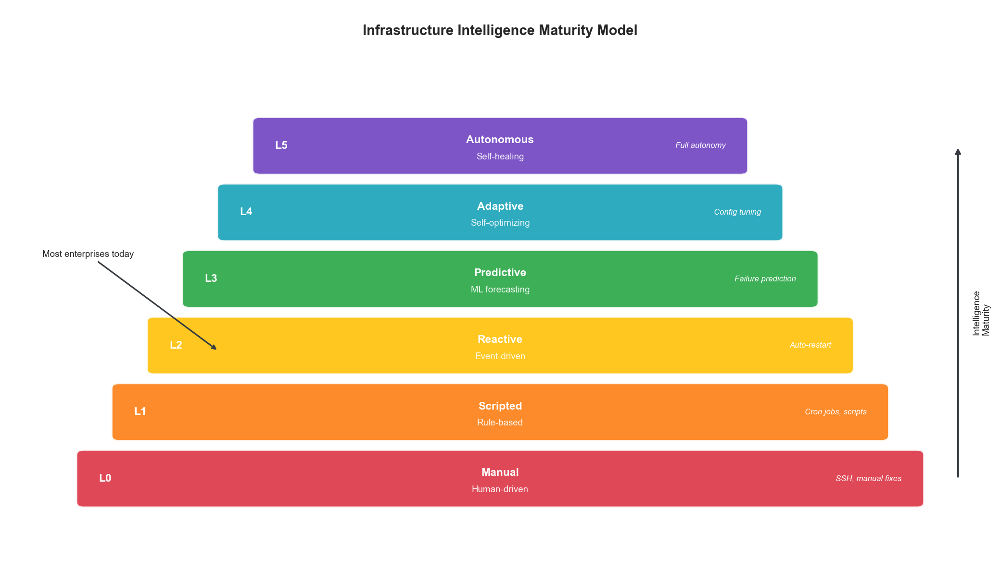 Infrastructure Intelligence Maturity Model
L5
Autonomous
Self-healing
Full autonomy
L4
Adaptive
Self-optimizing
Config tuning
Most enterprises today
L3
Predictive
ML forecasting
Failure prediction
L2
Reactive
Event-driven
Auto-restart
L1
Scripted
Rule-based
Cron jobs, scripts
L0
Manual
Human-driven
SSH, manual fixes
Intelligence
Maturity